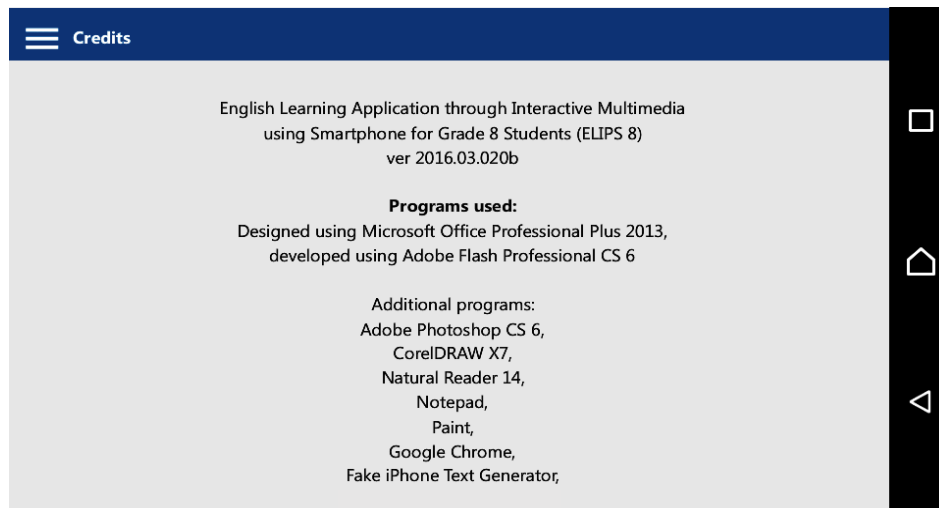 Credits
English Learning Application through Interactive Multimedia
using Smartphone for Grade 8 Students (ELIPS 8)
ver 2016.03.020b
Programs used:
Designed using Microsoft Office Professional Plus 2013,
developed using Adobe Flash Professional CS 6
Additional programs:
Adobe Photoshop CS 6,
CorelDRAW X7,
Natural Reader 14,
Notepad,
Paint,
Google Chrome,
Fake iPhone Text Generator,